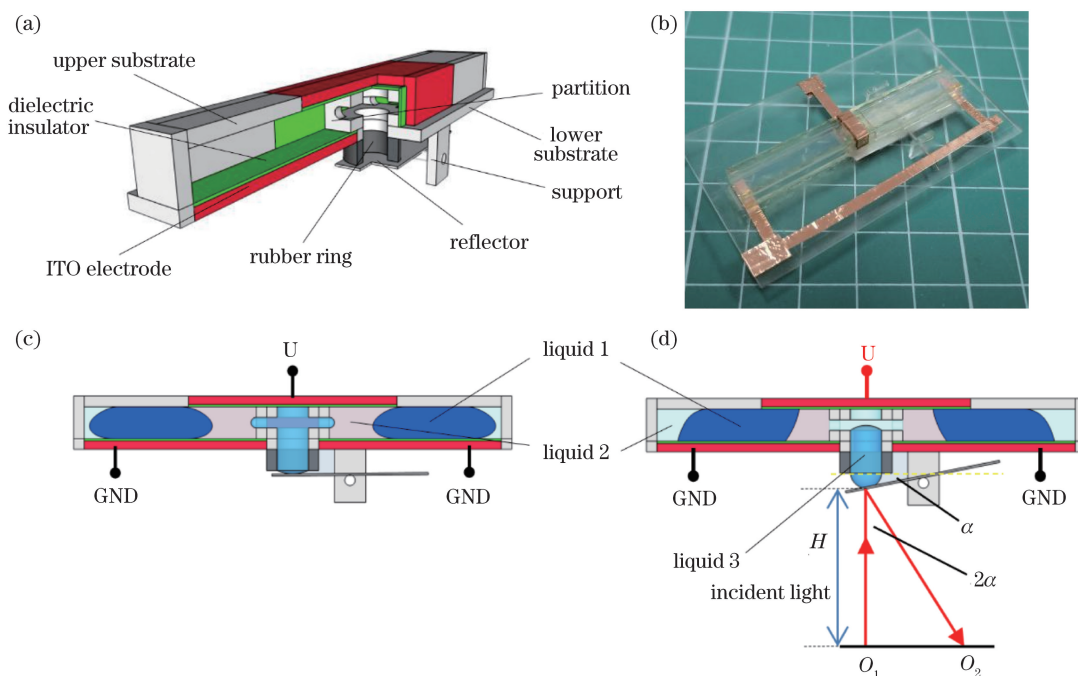 (a)
upper substrate
dielectric
insulator
ITO electrode
rubber ring
reflector
support
lower
substrate
partition
(b)
(c)
U
GND
GND
liquid 1
liquid 2
(d)
U
GND
GND
liquid 3
incident light
H
α
2α
O₁
O₂